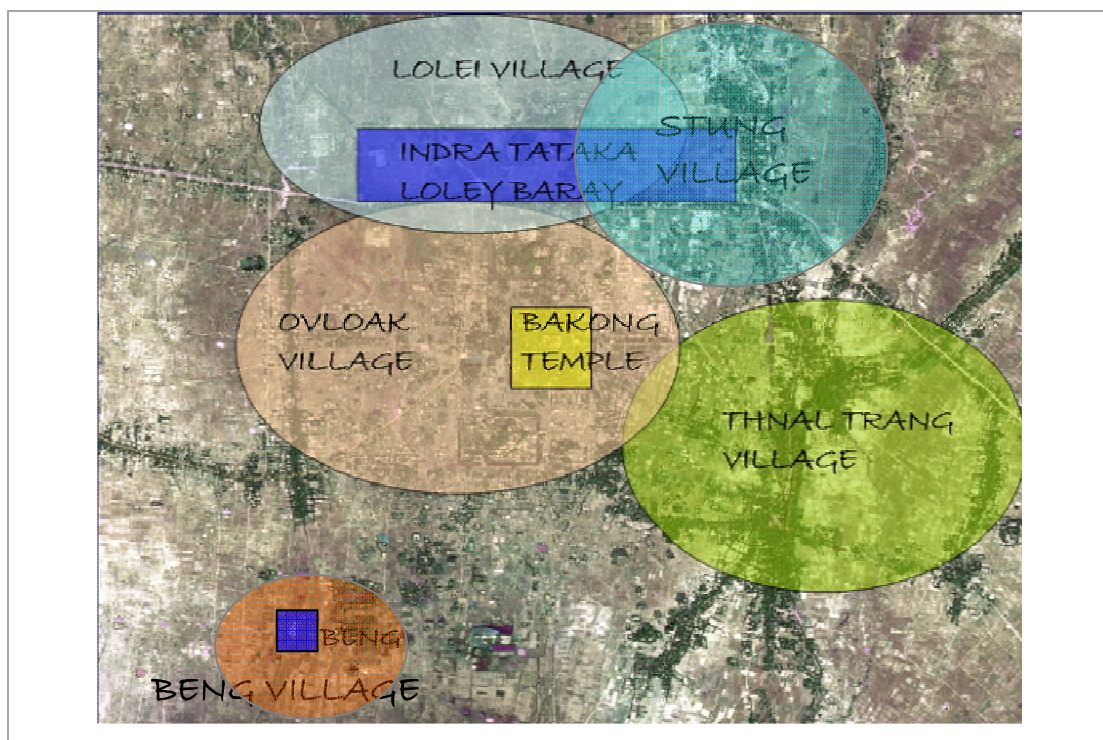 LOLEI VILLAGE
STUNG
VILLAGE
INDRA TATAKA
LOLEY BARAY
OVLOAK
VILLAGE
BAKONG
TEMPLE
THNAL TRANG
VILLAGE
BENG
BENG VILLAGE